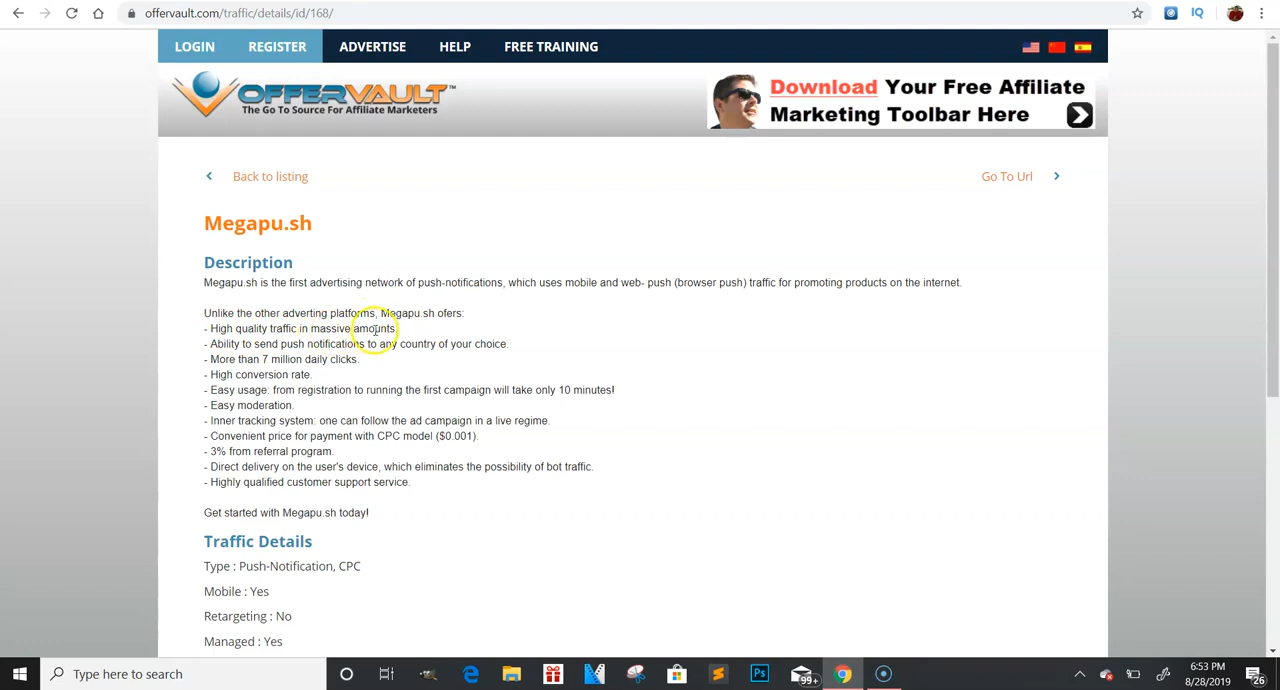 offervault.com/traffic/details/id/168/
IQ
LOGIN REGISTER ADVERTISE HELP FREE TRAINING
OFFERVAULT™
The Go To Source For Affiliate Marketers
Download Your Free Affiliate
Marketing Toolbar Here
Back to listing
Go To Url
Megapu.sh
Description
Megapu.sh is the first advertising network of push-notifications, which uses mobile and web- push (browser push) traffic for promoting products on the internet.
Unlike the other adverting platforms, Megapu.sh ofers:
- High quality traffic in massive amounts.
- Ability to send push notifications to any country of your choice.
- More than 7 million daily clicks.
- High conversion rate.
- Easy usage: from registration to running the first campaign will take only 10 minutes!
- Easy moderation.
- Inner tracking system: one can follow the ad campaign in a live regime.
- Convenient price for payment with CPC model ($0.001).
- 3% from referral program.
- Direct delivery on the user's device, which eliminates the possibility of bot traffic.
- Highly qualified customer support service.
Get started with Megapu.sh today!
Traffic Details
Type : Push-Notification, CPC
Mobile : Yes
Retargeting : No
Managed : Yes
Type here to search
99+
Ps
6:53 PM
8/28/2019
26